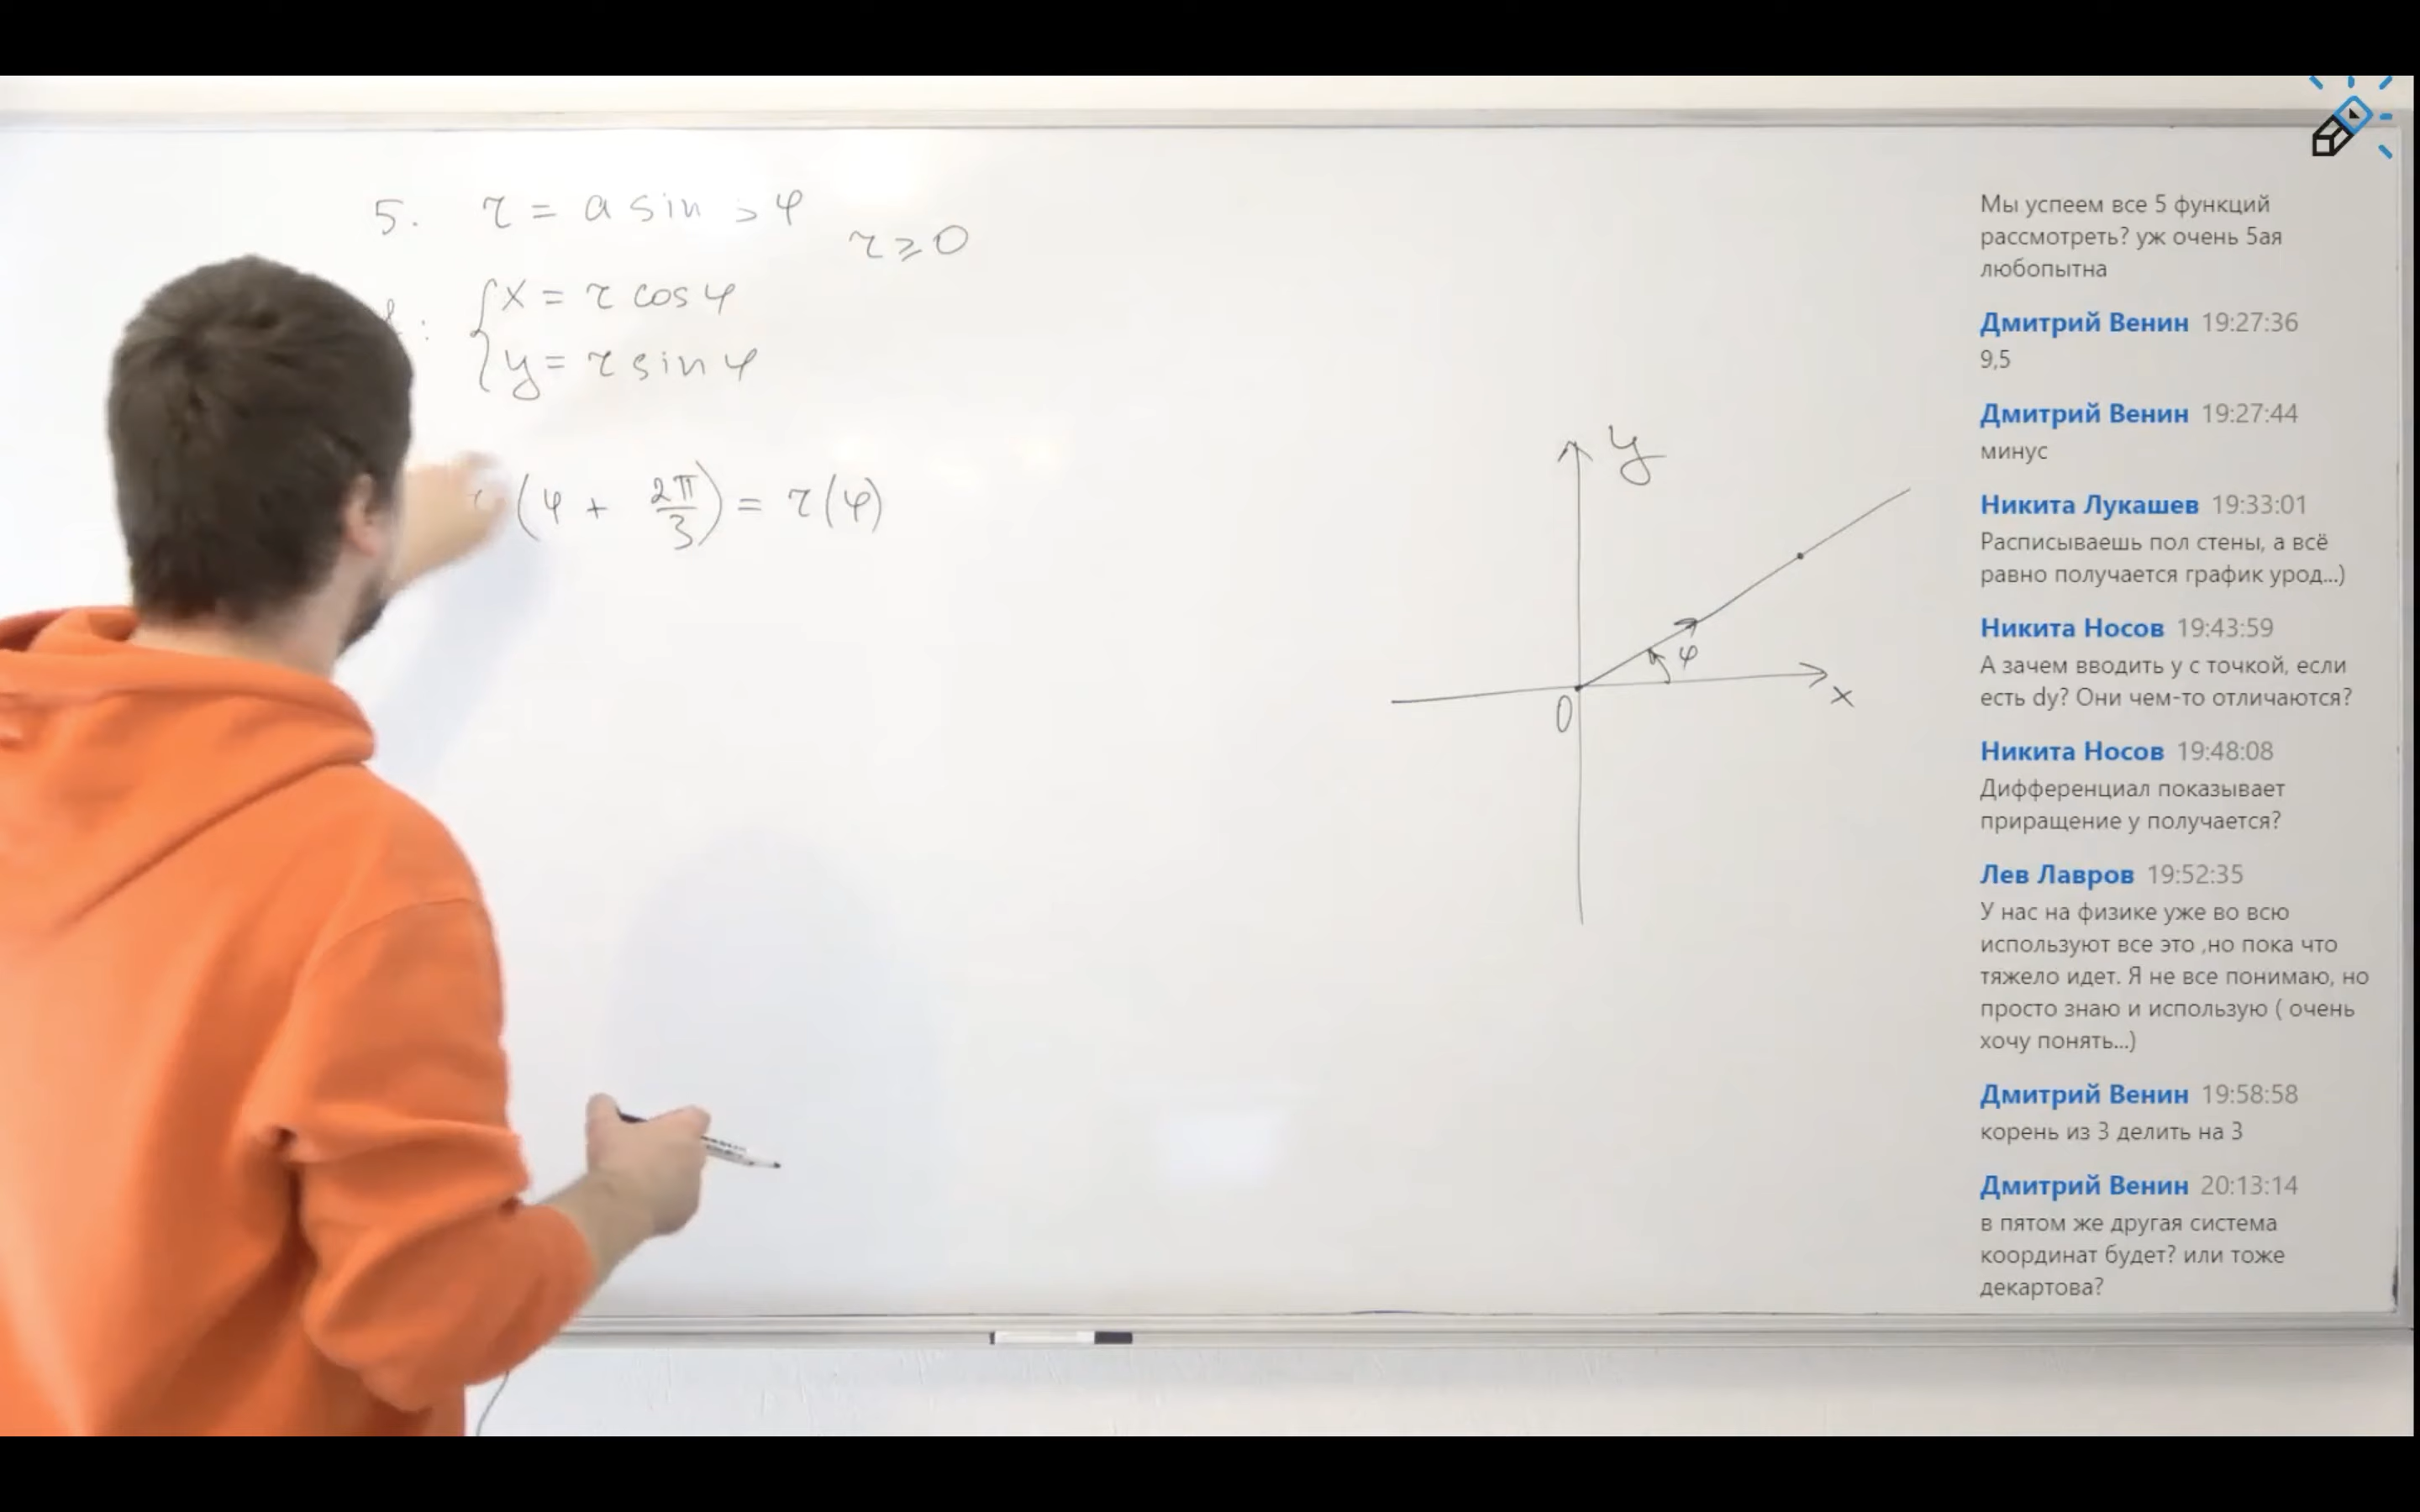 5. r = a sin 3φ
r ≥ 0
{ x = r cos φ
{ y = r sin φ
(φ + 2π/3) = r(φ)
y
φ
0
x
Мы успеем все 5 функций
рассмотреть? уж очень 5ая
любопытна
Дмитрий Венин 19:27:36
9,5
Дмитрий Венин 19:27:44
минус
Никита Лукашев 19:33:01
Расписываешь пол стены, а всё
равно получается график урод...)
Никита Носов 19:43:59
А зачем вводить у с точкой, если
есть dy? Они чем-то отличаются?
Никита Носов 19:48:08
Дифференциал показывает
приращение у получается?
Лев Лавров 19:52:35
У нас на физике уже во всю
используют все это ,но пока что
тяжело идет. Я не все понимаю, но
просто знаю и использую ( очень
хочу понять...)
Дмитрий Венин 19:58:58
корень из 3 делить на 3
Дмитрий Венин 20:13:14
в пятом же другая система
координат будет? или тоже
декартова?